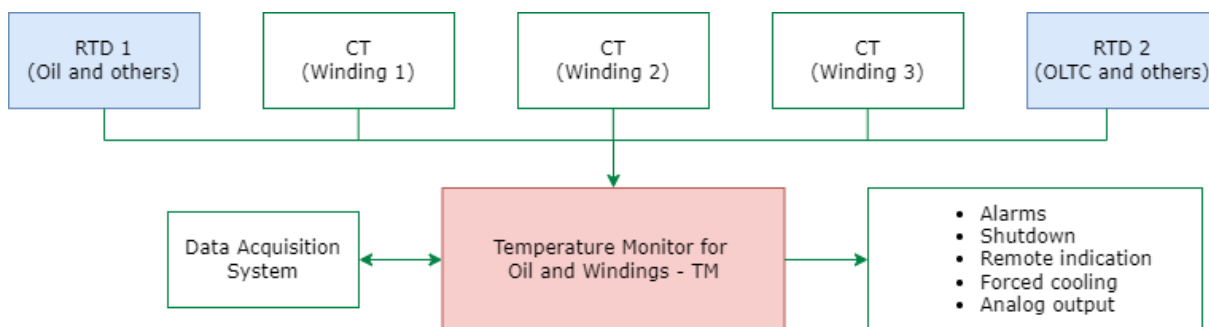 RTD 1
(Oil and others)
CT
(Winding 1)
CT
(Winding 2)
CT
(Winding 3)
RTD 2
(OLTC and others)
Data Acquisition
System
Temperature Monitor for
Oil and Windings - TM
• Alarms
• Shutdown
• Remote indication
• Forced cooling
• Analog output